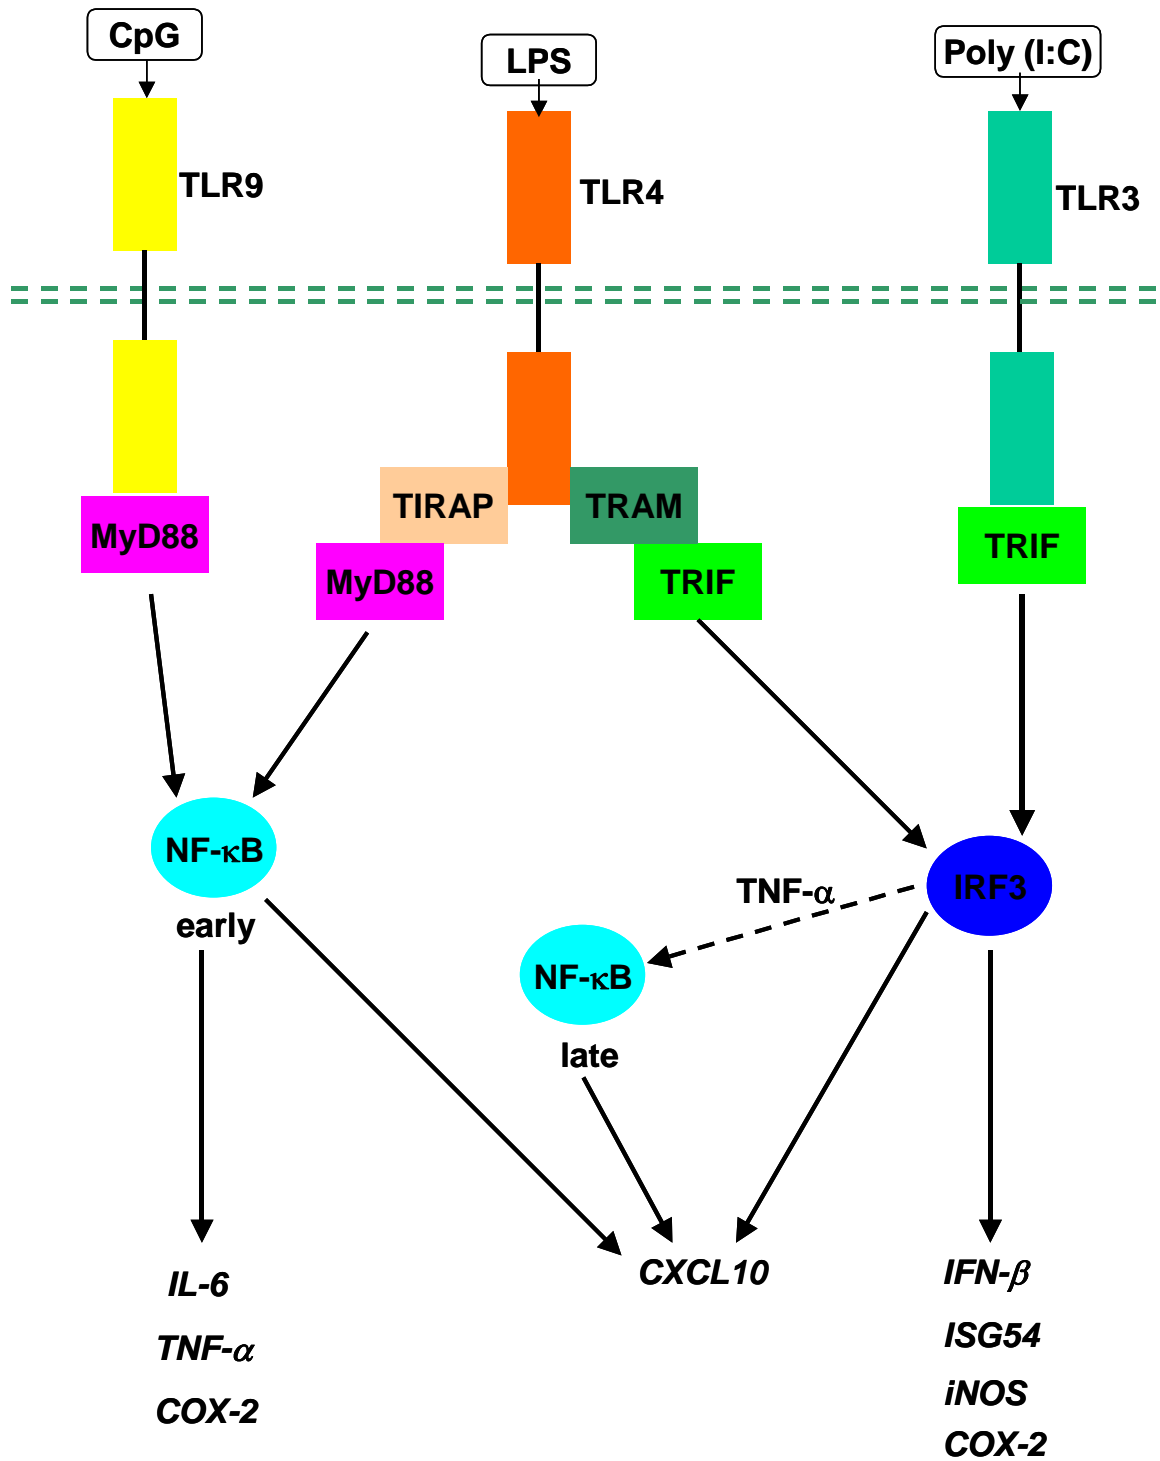 CpG
LPS
Poly (I:C)
TLR9
TLR4
TLR3
TIRAP
TRAM
MyD88
TRIF
MyD88
TRIF
NF-κB
early
TNF-α
IRF3
NF-κB
late
IL-6
TNF-α
COX-2
CXCL10
IFN-β
ISG54
iNOS
COX-2